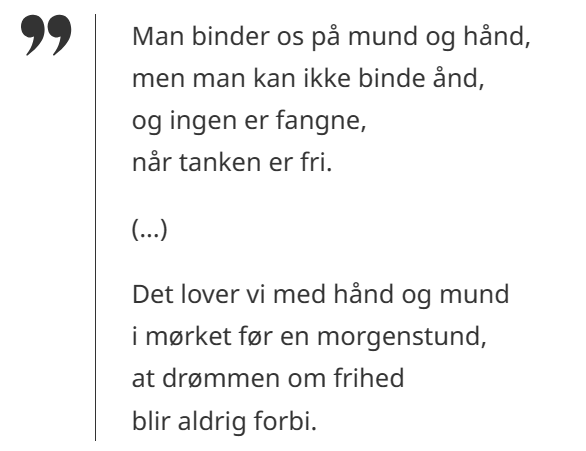 ”
Man binder os på mund og hånd,
men man kan ikke binde ånd,
og ingen er fangne,
når tanken er fri.
(...)
Det lover vi med hånd og mund
i mørket før en morgenstund,
at drømmen om frihed
blir aldrig forbi.